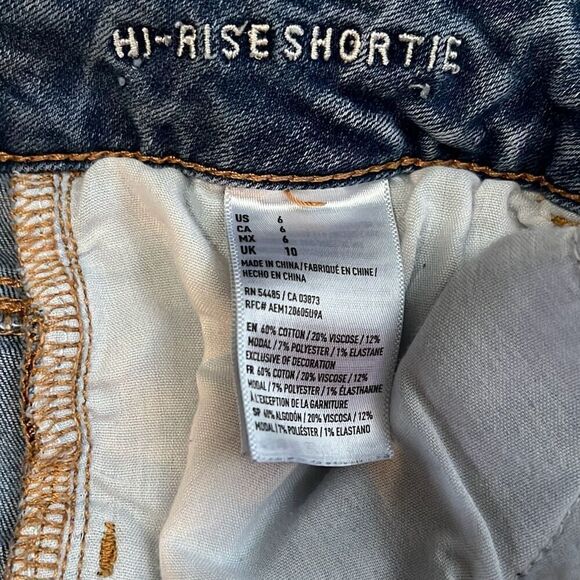 HI-RISE SHORTIE
US 6
CA 6
MX 6
UK 10
MADE IN CHINA / FABRIQUÉ EN CHINE /
HECHO EN CHINA
RN 54485 / CA 03873
RFC# AEM120605U9A
EN 60% COTTON / 20% VISCOSE / 12%
MODAL / 7% POLYESTER / 1% ELASTANE
EXCLUSIVE OF DECORATION
FR 60% COTON / 20% VISCOSE / 12%
MODAL / 7% POLYESTER / 1% ÉLASTHANNE
À L'EXCEPTION DE LA GARNITURE
SP 60% ALGODÓN / 20% VISCOSA / 12%
MODAL / 7% POLIÉSTER / 1% ELASTANO